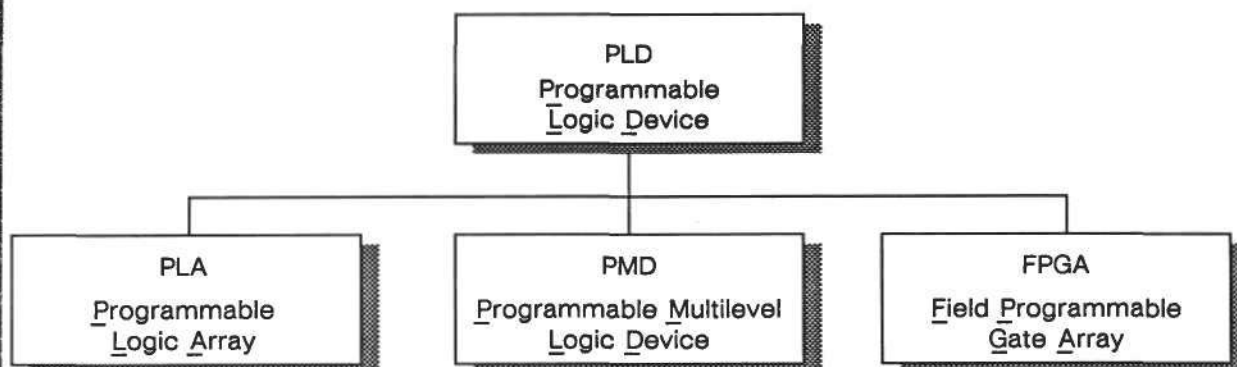 PLD
Programmable
Logic Device
PLA
Programmable
Logic Array
PMD
Programmable Multilevel
Logic Device
FPGA
Field Programmable
Gate Array